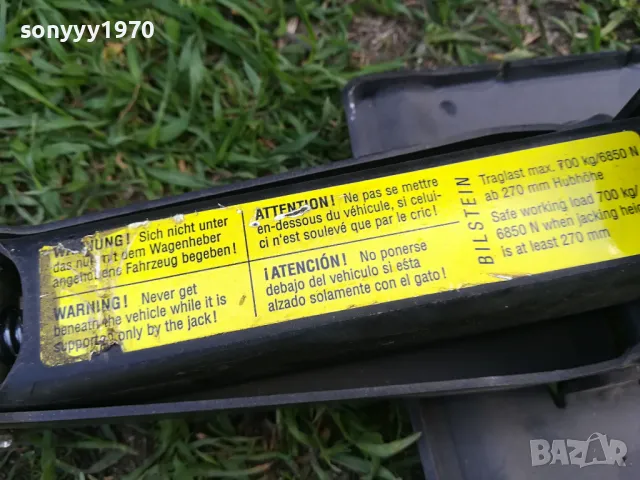 sonyyy1970
WARNUNG! Sich nicht unter
das nur mit dem Wagenheber
angehobene Fahrzeug begeben!
WARNING! Never get
beneath the vehicle while it is
supported only by the jack!
ATTENTION! Ne pas se mettre
en-dessous du véhicule, si celui-
ci n'est soulevé que par le cric!
¡ATENCIÓN! No ponerse
debajo del vehiculo si esta
alzado solamente con el gato!
BILSTEIN
Traglast max. 700 kg/6850 N
ab 270 mm Hubhöhe
Safe working load 700 kg/
6850 N when jacking hei
is at least 270 mm
BAZAR